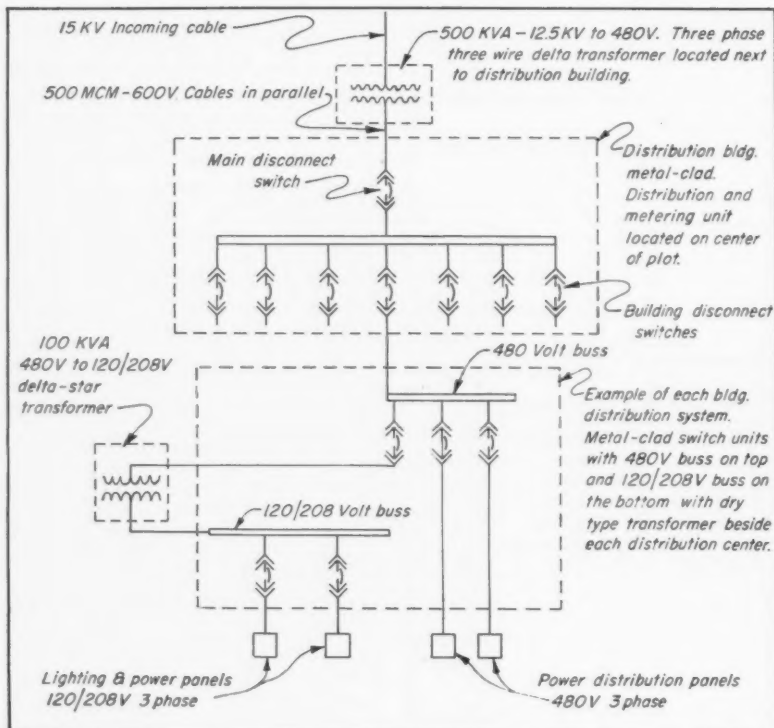 15 KV Incoming cable
500 KVA – 12.5 KV to 480V. Three phase
three wire delta transformer located next
to distribution building.
500 MCM – 600V. Cables in parallel
Main disconnect
switch
Distribution bldg.
metal-clad.
Distribution and
metering unit
located on center
of plot.
Building disconnect
switches
100 KVA
480V to 120/208V
delta-star
transformer
480 Volt buss
Example of each bldg.
distribution system.
Metal-clad switch units
with 480V buss on top
and 120/208V buss on
the bottom with dry
type transformer beside
each distribution center.
120/208 Volt buss
Lighting & power panels
120/208V 3 phase
Power distribution panels
480V 3 phase